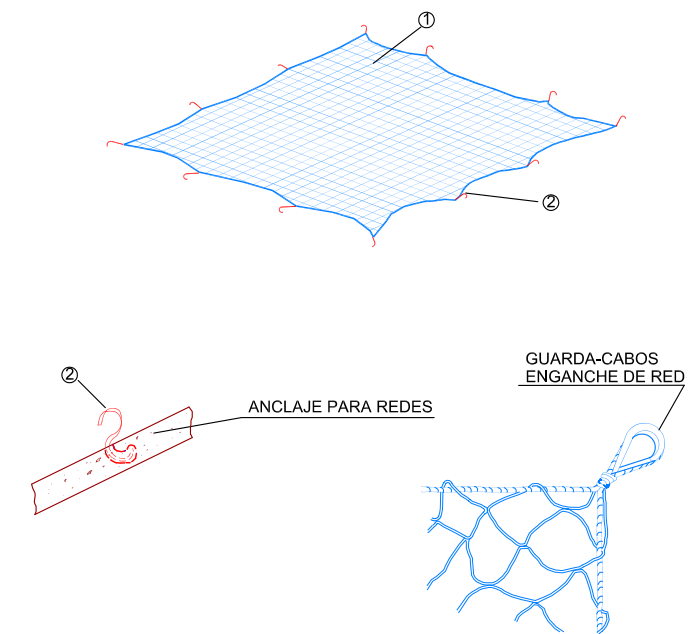 ①
②
GUARDA-CABOS
ENGANCHE DE RED
②
ANCLAJE PARA REDES